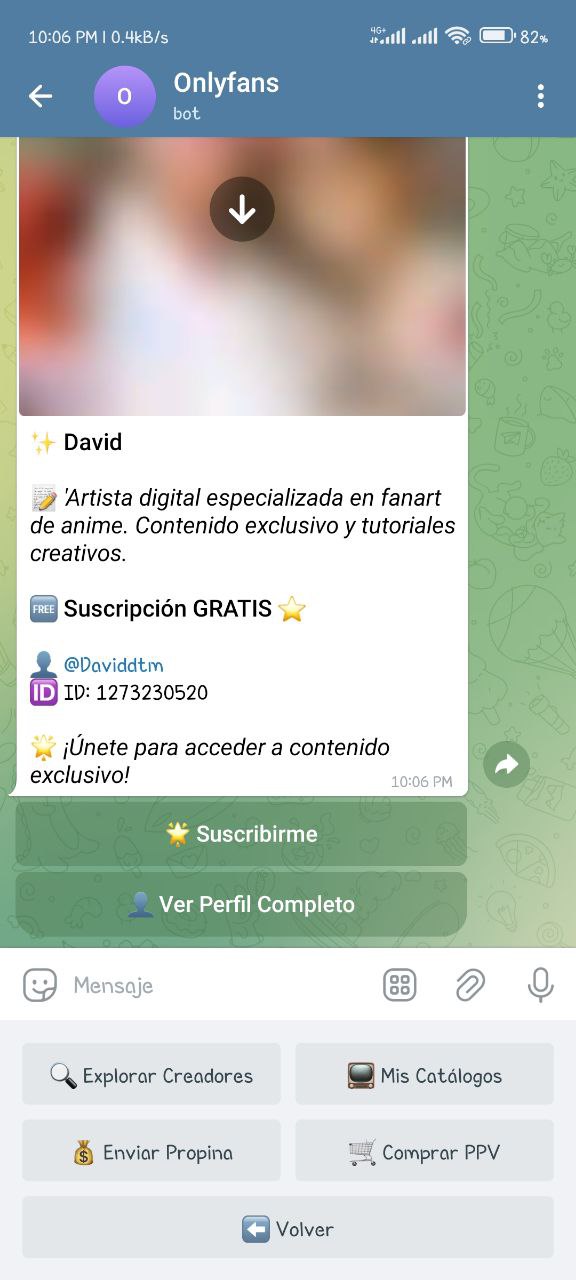 10:06 PM | 0.4kB/s
4G+
82%
O
Onlyfans
bot
✨ David
📝 'Artista digital especializada en fanart
de anime. Contenido exclusivo y tutoriales
creativos.
🆓 Suscripción GRATIS ⭐
👤 @Daviddtm
🆔 ID: 1273230520
🌟 ¡Únete para acceder a contenido
exclusivo!
10:06 PM
🌟 Suscribirme
👤 Ver Perfil Completo
Mensaje
🔍 Explorar Creadores
📺 Mis Catálogos
💰 Enviar Propina
🛒 Comprar PPV
⬅️ Volver